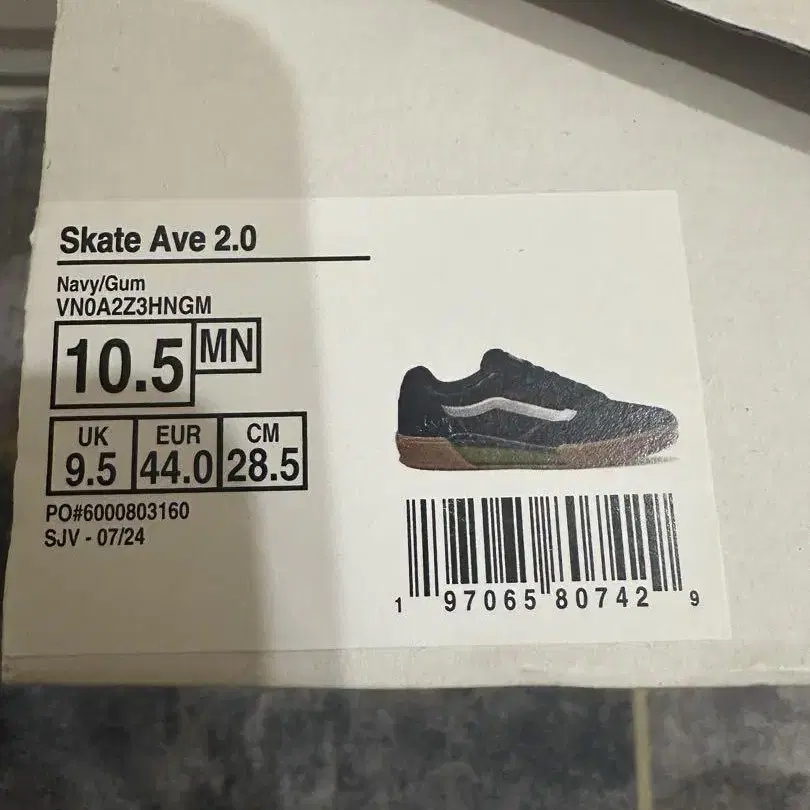 Skate Ave 2.0
Navy/Gum
VN0A2Z3HNGM
10.5 MN
UK EUR CM
9.5 44.0 28.5
PO#6000803160
SJV - 07/24
1 97065 80742 9